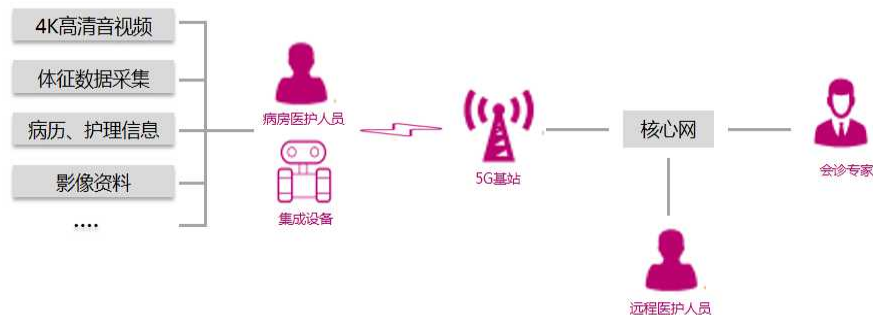 4K高清音视频
体征数据采集
病历、护理信息
影像资料
....
病房医护人员
集成设备
5G基站
核心网
会诊专家
远程医护人员